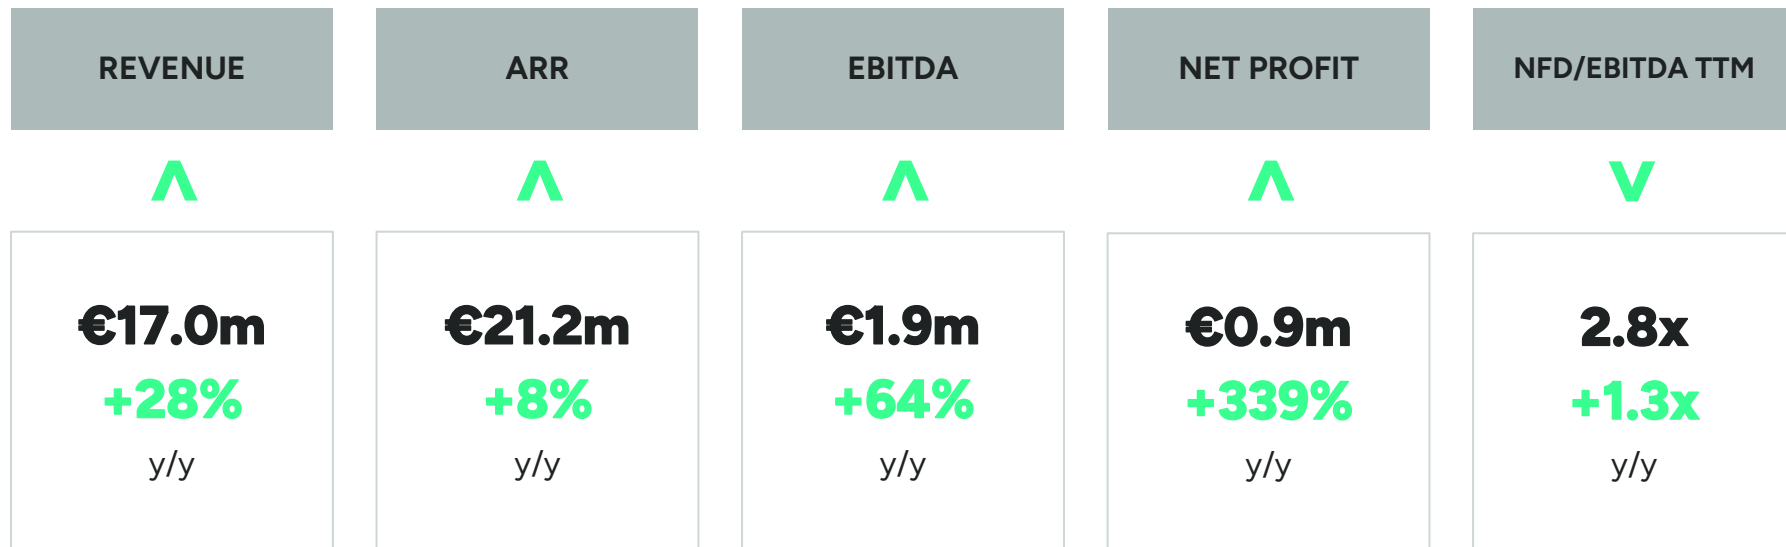 REVENUE
ARR
EBITDA
NET PROFIT
NFD/EBITDA TTM
€17.0m
+28%
y/y
€21.2m
+8%
y/y
€1.9m
+64%
y/y
€0.9m
+339%
y/y
2.8x
+1.3x
y/y